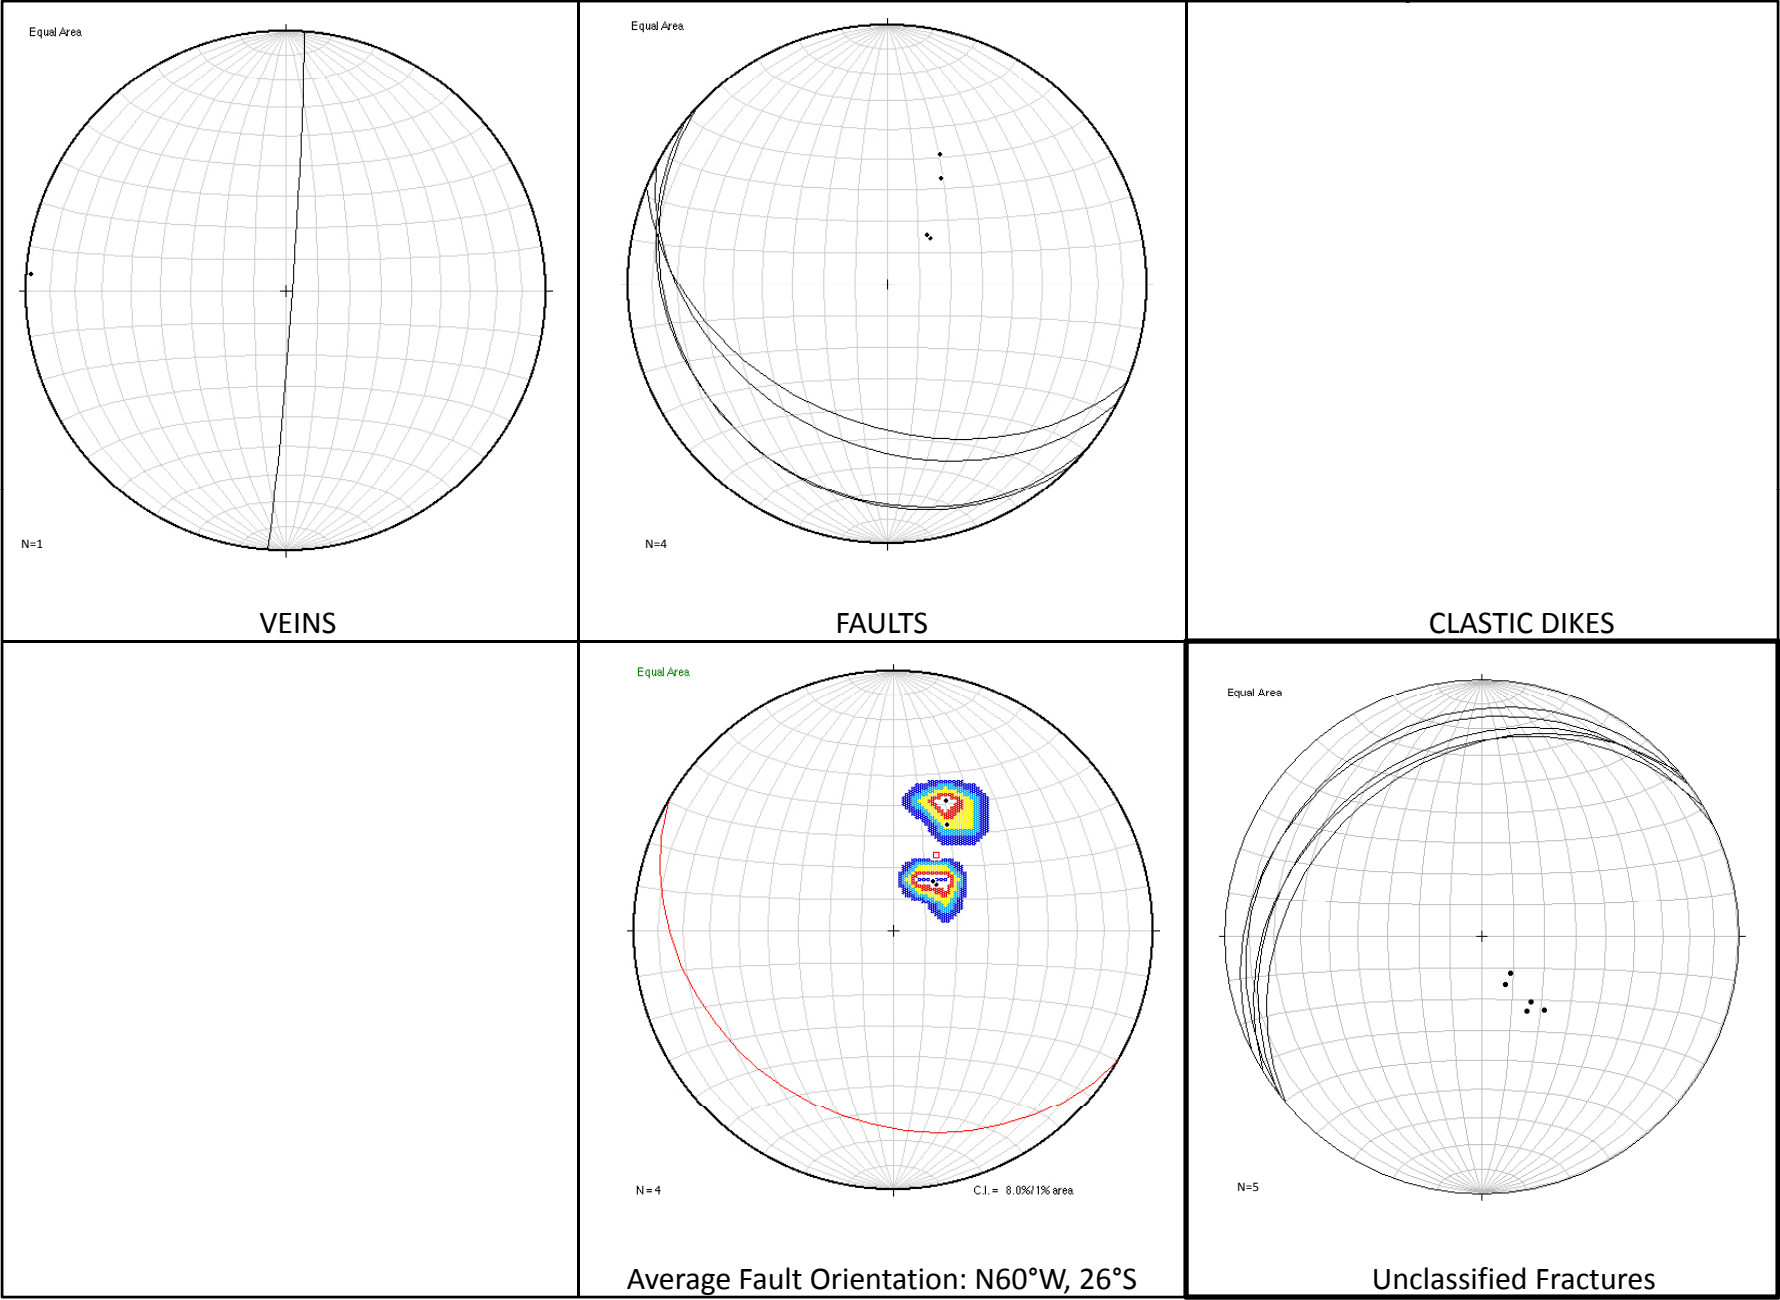 Equal Area
N=1
VEINS
Equal Area
N=4
FAULTS
CLASTIC DIKES
Equal Area
N=4
C.I. = 8.0%/1% area
Average Fault Orientation: N60°W, 26°S
Equal Area
N=5
Unclassified Fractures